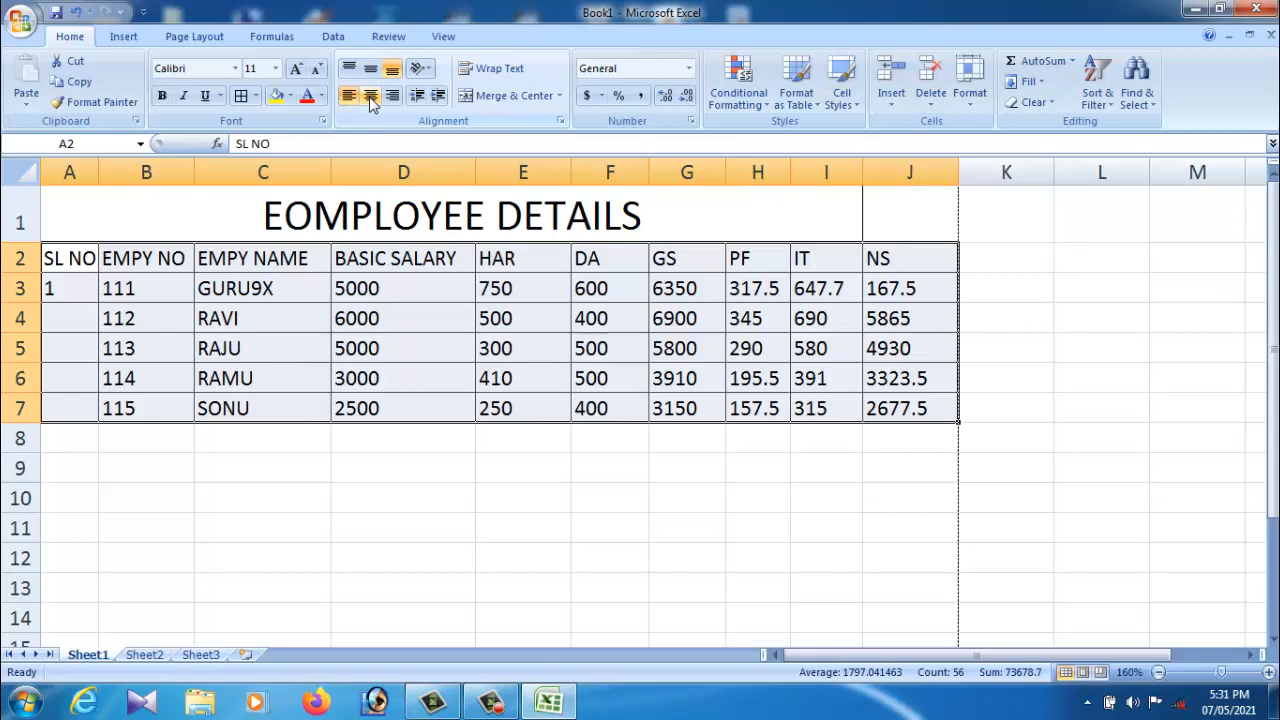 Book1 - Microsoft Excel
Home Insert Page Layout Formulas Data Review View
Paste Cut Calibri 11 A A Wrap Text General Conditional Formatting Format as Table Cell Styles Insert Delete Format Σ AutoSum Sort & Filter Find & Select
Copy B I U A Merge & Center $ % , Fill
Format Painter Clear
Clipboard Font Alignment Number Styles Cells Editing
A2 fx SL NO
A B C D E F G H I J K L M
1 EOMPLOYEE DETAILS
2 SL NO EMPY NO EMPY NAME BASIC SALARY HAR DA GS PF IT NS
3 1 111 GURU9X 5000 750 600 6350 317.5 647.7 167.5
4 112 RAVI 6000 500 400 6900 345 690 5865
5 113 RAJU 5000 300 500 5800 290 580 4930
6 114 RAMU 3000 410 500 3910 195.5 391 3323.5
7 115 SONU 2500 250 400 3150 157.5 315 2677.5
8
9
10
11
12
13
14
15
Sheet1 Sheet2 Sheet3
Ready Average: 1797.041463 Count: 56 Sum: 73678.7 160%
5:31 PM
07/05/2021